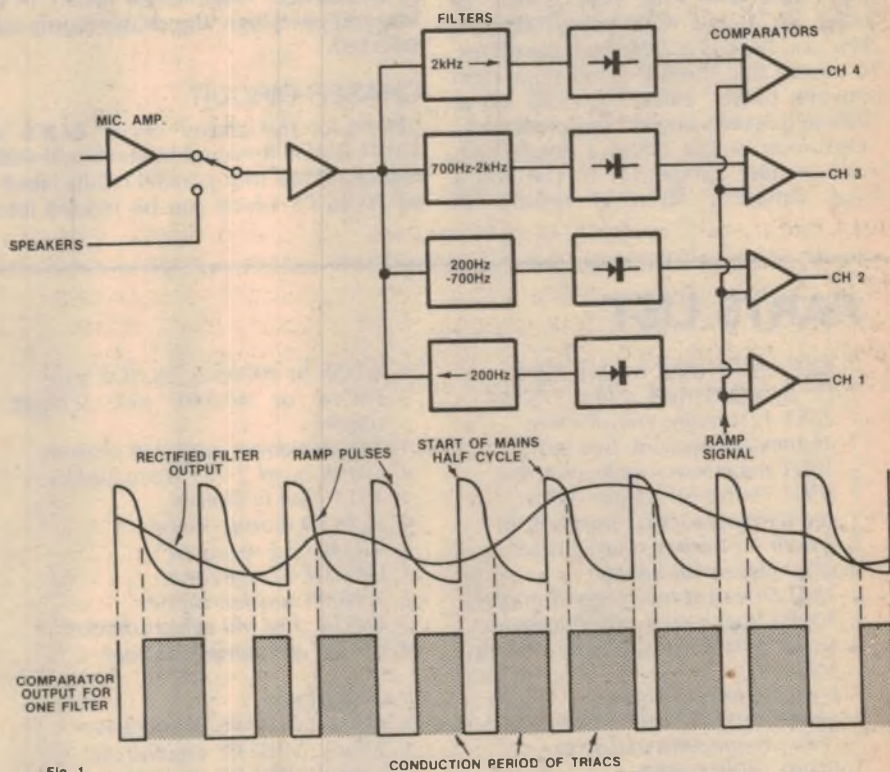 FILTERS
COMPARATORS
2kHz
CH 4
MIC. AMP.
700Hz-2kHz
CH 3
SPEAKERS
200Hz
-700Hz
CH 2
200Hz
CH 1
RAMP
SIGNAL
RECTIFIED FILTER
OUTPUT
RAMP PULSES
START OF MAINS
HALF CYCLE
COMPARATOR
OUTPUT FOR
ONE FILTER
CONDUCTION PERIOD OF TRIACS
Fig. 1